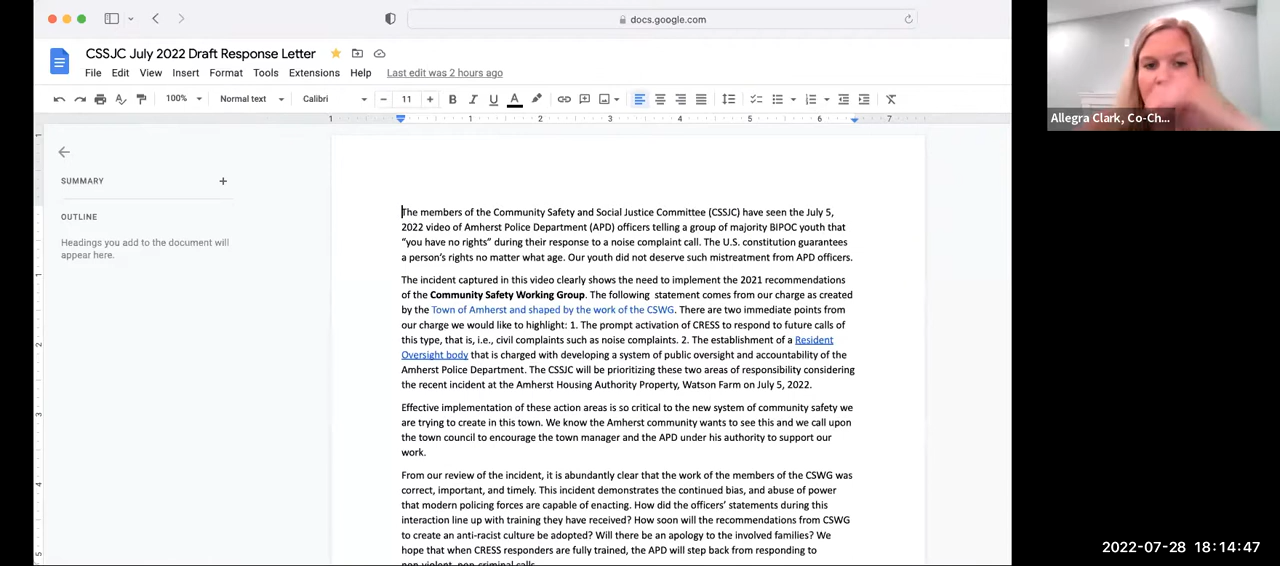 docs.google.com
CSSJC July 2022 Draft Response Letter
File Edit View Insert Format Tools Extensions Help Last edit was 2 hours ago
100% Normal text Calibri 11 B I U A
1 1 2 3 4 5 6 7
SUMMARY
OUTLINE
Headings you add to the document will
appear here.
The members of the Community Safety and Social Justice Committee (CSSJC) have seen the July 5,
2022 video of Amherst Police Department (APD) officers telling a group of majority BIPOC youth that
“you have no rights” during their response to a noise complaint call. The U.S. constitution guarantees
a person’s rights no matter what age. Our youth did not deserve such mistreatment from APD officers.
The incident captured in this video clearly shows the need to implement the 2021 recommendations
of the Community Safety Working Group. The following  statement comes from our charge as created
by the Town of Amherst and shaped by the work of the CSWG. There are two immediate points from
our charge we would like to highlight: 1. The prompt activation of CRESS to respond to future calls of
this type, that is, i.e., civil complaints such as noise complaints. 2. The establishment of a Resident
Oversight body that is charged with developing a system of public oversight and accountability of the
Amherst Police Department. The CSSJC will be prioritizing these two areas of responsibility considering
the recent incident at the Amherst Housing Authority Property, Watson Farm on July 5, 2022.
Effective implementation of these action areas is so critical to the new system of community safety we
are trying to create in this town. We know the Amherst community wants to see this and we call upon
the town council to encourage the town manager and the APD under his authority to support our
work.
From our review of the incident, it is abundantly clear that the work of the members of the CSWG was
correct, important, and timely. This incident demonstrates the continued bias, and abuse of power
that modern policing forces are capable of enacting. How did the officers’ statements during this
interaction line up with training they have received? How soon will the recommendations from CSWG
to create an anti-racist culture be adopted? Will there be an apology to the involved families? We
hope that when CRESS responders are fully trained, the APD will step back from responding to
non-violent, non-criminal calls.
1
1
2
3
4
5
Allegra Clark, Co-Ch...
2022-07-28 18:14:47